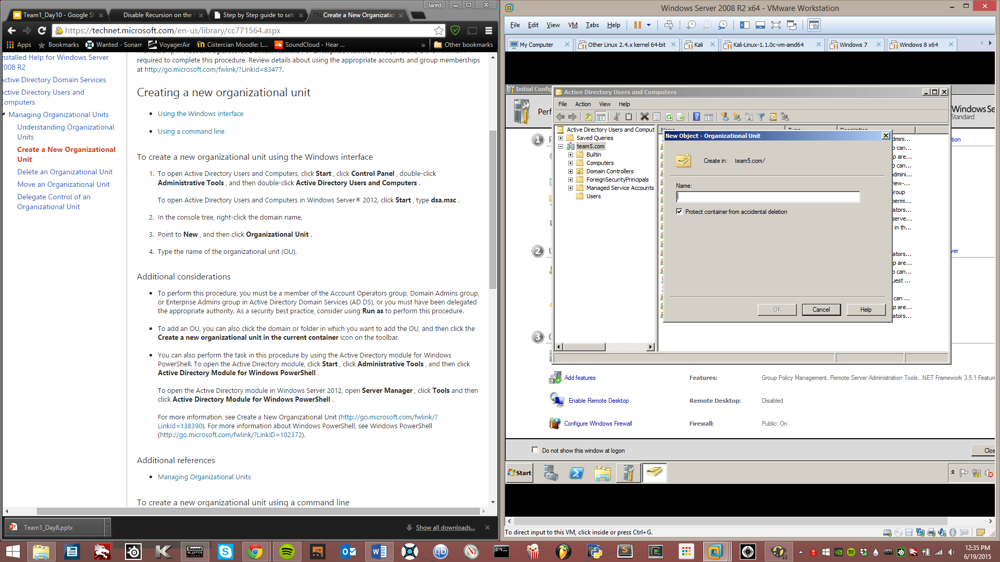 Jared
Team1_Day10 - Google Sl
Disable Recursion on the
Step by Step guide to setu
Create a New Organizatio
https://technet.microsoft.com/en-us/library/cc771564.aspx
Apps
Bookmarks
Wanted - Sonarr
VoyagerAir
Cistercian Moodle: L...
SoundCloud - Hear ...
»
Other bookmarks
nstalled Help for Windows Server
2008 R2
Active Directory Domain Services
Active Directory Users and
Computers
Managing Organizational Units
Understanding Organizational
Units
Create a New Organizational
Unit
Delete an Organizational Unit
Move an Organizational Unit
Delegate Control of an
Organizational Unit
required to complete this procedure. Review details about using the appropriate accounts and group memberships
at http://go.microsoft.com/fwlink/?LinkId=83477.
Creating a new organizational unit
• Using the Windows interface
• Using a command line
To create a new organizational unit using the Windows interface
1. To open Active Directory Users and Computers, click Start , click Control Panel , double-click
Administrative Tools , and then double-click Active Directory Users and Computers .
To open Active Directory Users and Computers in Windows Server® 2012, click Start , type dsa.msc .
2. In the console tree, right-click the domain name.
3. Point to New , and then click Organizational Unit .
4. Type the name of the organizational unit (OU).
Additional considerations
• To perform this procedure, you must be a member of the Account Operators group, Domain Admins group,
or Enterprise Admins group in Active Directory Domain Services (AD DS), or you must have been delegated
the appropriate authority. As a security best practice, consider using Run as to perform this procedure.
• To add an OU, you can also click the domain or folder in which you want to add the OU, and then click the
Create a new organizational unit in the current container icon on the toolbar.
• You can also perform the task in this procedure by using the Active Directory module for Windows
PowerShell. To open the Active Directory module, click Start , click Administrative Tools , and then click
Active Directory Module for Windows PowerShell .
To open the Active Directory module in Windows Server 2012, open Server Manager , click Tools and then
click Active Directory Module for Windows PowerShell .
For more information, see Create a New Organizational Unit (http://go.microsoft.com/fwlink/?
LinkId=138390). For more information about Windows PowerShell, see Windows PowerShell
(http://go.microsoft.com/fwlink/?LinkID=102372).
Additional references
• Managing Organizational Units
To create a new organizational unit using a command line
Team1_Day8.pptx
Show all downloads...
Windows Server 2008 R2 x64 - VMware Workstation
File Edit View VM Tabs Help
My Computer
Other Linux 2.4.x kernel 64-bit
Kali
Kali-Linux-1.1.0c-vm-amd64
Windows 7
Windows 8 x64
Initial Config
Active Directory Users and Computers
File Action View Help
Perf
Windows Se
Standard
Active Directory Users and Comput
Saved Queries
team5.com
Builtin
Computers
Domain Controllers
ForeignSecurityPrincipals
Managed Service Accounts
Users
New Object - Organizational Unit
Create in: team5.com/
Name:
Protect container from accidental deletion
OK
Cancel
Help
dmini...
can...
p are...
can...
dmini...
iew-...
Group
permi...
ators...
erve...
in th...
ators...
p are...
can...
uest ...
can ...
p are...
ators...
tion
ver
1
2
3
Add features
Features:
Group Policy Management, Remote Server Administration Tools, .NET Framework 3.5.1 Feature
Enable Remote Desktop
Remote Desktop:
Disabled
Configure Windows Firewall
Firewall:
Public: On
Do not show this window at logon
Clos
Start
To direct input to this VM, click inside or press Ctrl+G.
12:35 PM
6/19/2015